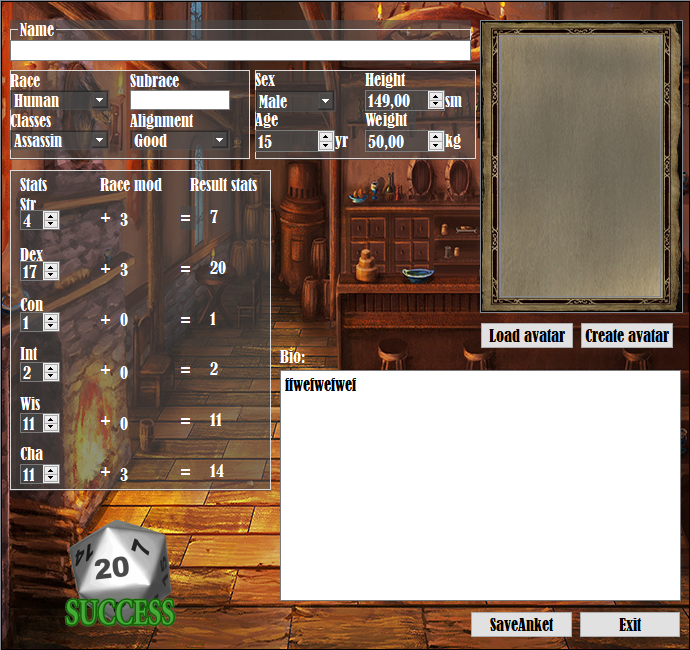 Name
Race Subrace
Human
Classes Alignment
Assassin Good
Sex Height
Male 149,00 sm
Age Weight
15 yr 50,00 kg
Stats Race mod Result stats
Str
4 + 3 = 7
Dex
17 + 3 = 20
Con
1 + 0 = 1
Int
2 + 0 = 2
Wis
11 + 0 = 11
Cha
11 + 3 = 14
Load avatar Create avatar
Bio:
ffwefwefwef
14 20 7
SUCCESS
SaveAnket Exit